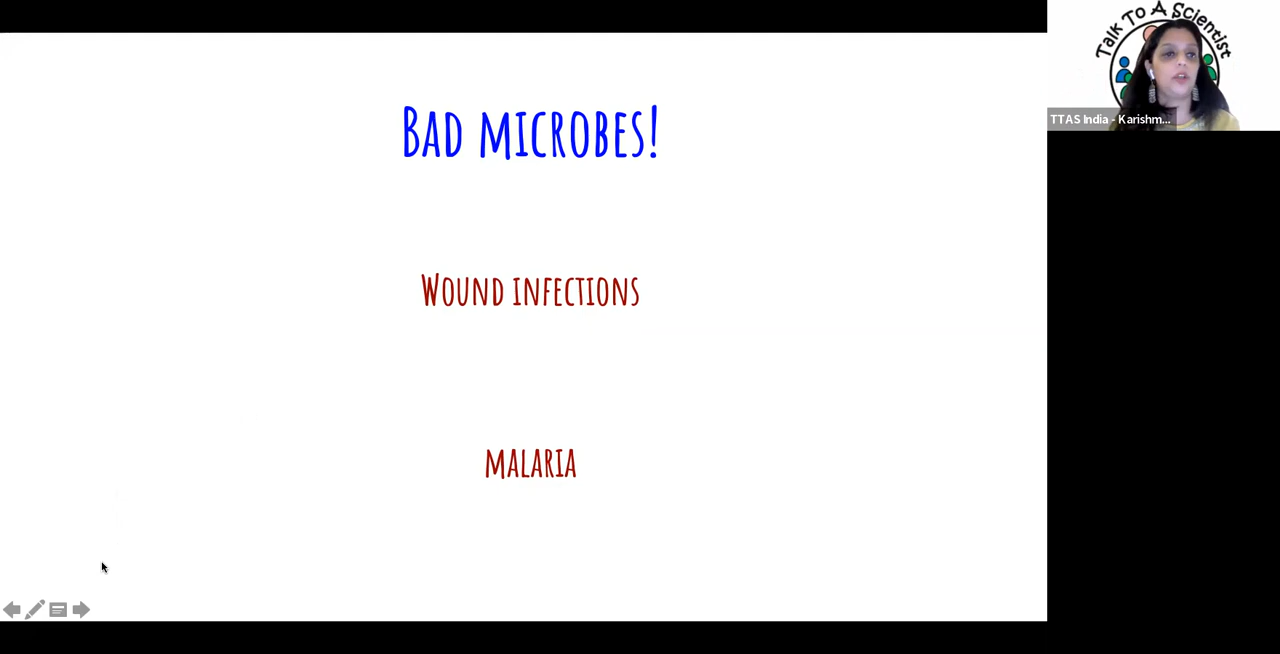 BAD MICROBES!
WOUND INFECTIONS
MALARIA
Talk To A Scientist
TTAS India - Karishm...